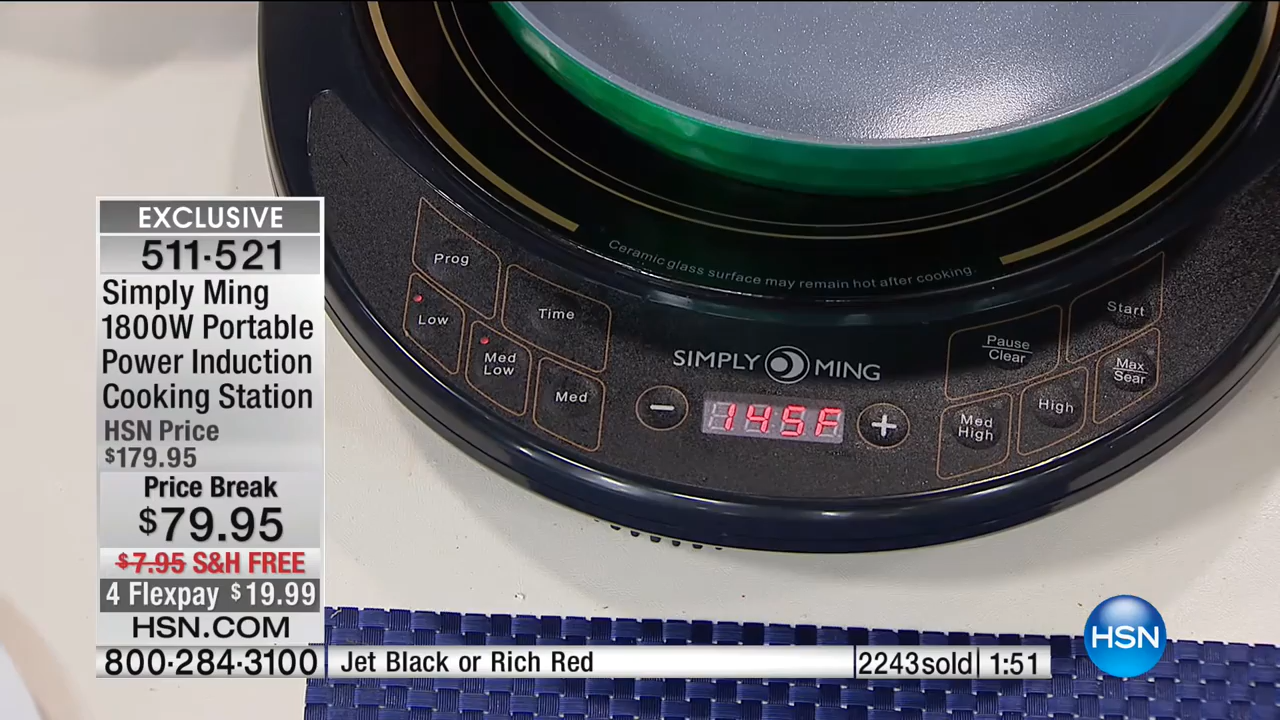 EXCLUSIVE
511·521
Simply Ming
1800W Portable
Power Induction
Cooking Station
HSN Price
$179.95
Price Break
$79.95
$7.95 S&H FREE
4 Flexpay $19.99
HSN.COM
800·284·3100
Jet Black or Rich Red
2243sold
1:51
HSN
Ceramic glass surface may remain hot after cooking.
Prog
Time
Low
Med
Low
Med
SIMPLY MING
−
145F
+
Pause
Clear
Start
Med
High
High
Max
Sear